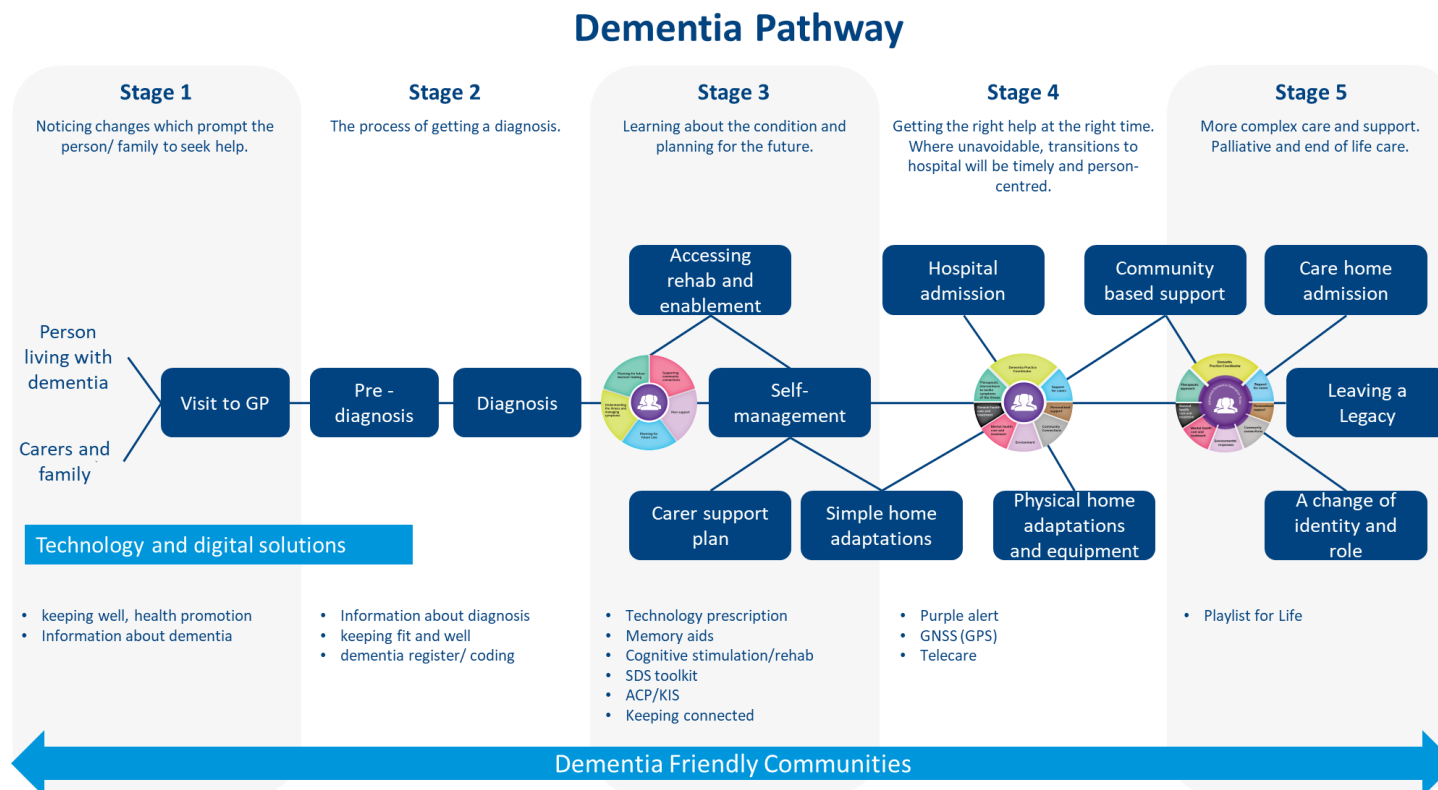 Dementia Pathway
Stage 1
Noticing changes which prompt the
person/ family to seek help.
Stage 2
The process of getting a diagnosis.
Stage 3
Learning about the condition and
planning for the future.
Stage 4
Getting the right help at the right time.
Where unavoidable, transitions to
hospital will be timely and person-
centred.
Stage 5
More complex care and support.
Palliative and end of life care.
Person
living with
dementia
Carers and
family
Visit to GP
Pre -
diagnosis
Diagnosis
Accessing
rehab and
enablement
Self-
management
Carer support
plan
Simple home
adaptations
Hospital
admission
Community
based support
Physical home
adaptations
and equipment
Care home
admission
Leaving a
Legacy
A change of
identity and
role
Technology and digital solutions
• keeping well, health promotion
• Information about dementia
• Information about diagnosis
• keeping fit and well
• dementia register/ coding
• Technology prescription
• Memory aids
• Cognitive stimulation/rehab
• SDS toolkit
• ACP/KIS
• Keeping connected
• Purple alert
• GNSS (GPS)
• Telecare
• Playlist for Life
Dementia Friendly Communities